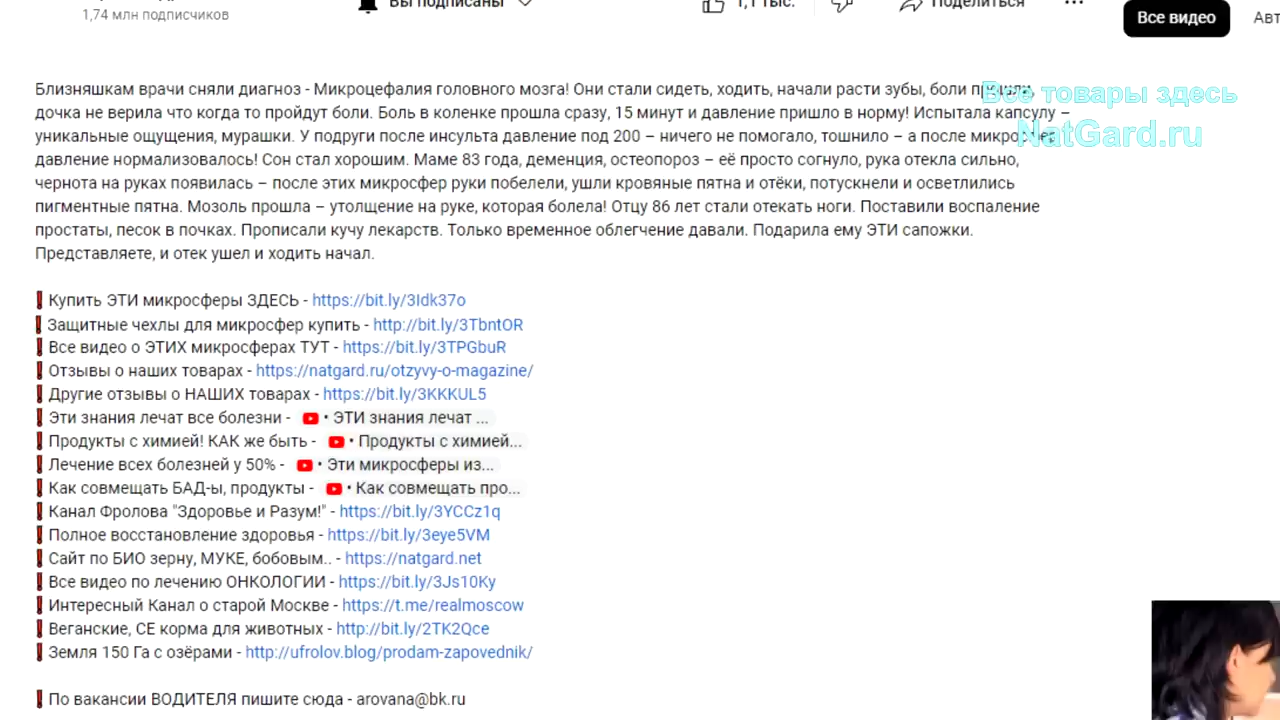 1,74 млн подписчиков
Вы подписаны
1,1 тыс.
Поделиться
Все видео
Авт
Близняшкам врачи сняли диагноз - Микроцефалия головного мозга! Они стали сидеть, ходить, начали расти зубы, боли прошли,
дочка не верила что когда то пройдут боли. Боль в коленке прошла сразу, 15 минут и давление пришло в норму! Испытала капсулу –
уникальные ощущения, мурашки. У подруги после инсульта давление под 200 – ничего не помогало, тошнило – а после микросфер
давление нормализовалось! Сон стал хорошим. Маме 83 года, деменция, остеопороз – её просто согнуло, рука отекла сильно,
чернота на руках появилась – после этих микросфер руки побелели, ушли кровяные пятна и отёки, потускнели и осветлились
пигментные пятна. Мозоль прошла – утолщение на руке, которая болела! Отцу 86 лет стали отекать ноги. Поставили воспаление
простаты, песок в почках. Прописали кучу лекарств. Только временное облегчение давали. Подарила ему ЭТИ сапожки.
Представляете, и отек ушел и ходить начал.
Все товары здесь
NatGard.ru
❗Купить ЭТИ микросферы ЗДЕСЬ - https://bit.ly/3Idk37o
❗Защитные чехлы для микросфер купить - http://bit.ly/3TbntOR
❗Все видео о ЭТИХ микросферах ТУТ - https://bit.ly/3TPGbuR
❗Отзывы о наших товарах - https://natgard.ru/otzyvy-o-magazine/
❗Другие отзывы о НАШИХ товарах - https://bit.ly/3KKKUL5
❗Эти знания лечат все болезни - • ЭТИ знания лечат ...
❗Продукты с химией! КАК же быть - • Продукты с химией...
❗Лечение всех болезней у 50% - • Эти микросферы из...
❗Как совмещать БАД-ы, продукты - • Как совмещать про...
❗Канал Фролова "Здоровье и Разум!" - https://bit.ly/3YCCz1q
❗Полное восстановление здоровья - https://bit.ly/3eye5VM
❗Сайт по БИО зерну, МУКЕ, бобовым.. - https://natgard.net
❗Все видео по лечению ОНКОЛОГИИ - https://bit.ly/3Js10Ky
❗Интересный Канал о старой Москве - https://t.me/realmoscow
❗Веганские, СЕ корма для животных - http://bit.ly/2TK2Qce
❗Земля 150 Га с озёрами - http://ufrolov.blog/prodam-zapovednik/
❗По вакансии ВОДИТЕЛЯ пишите сюда - arovana@bk.ru